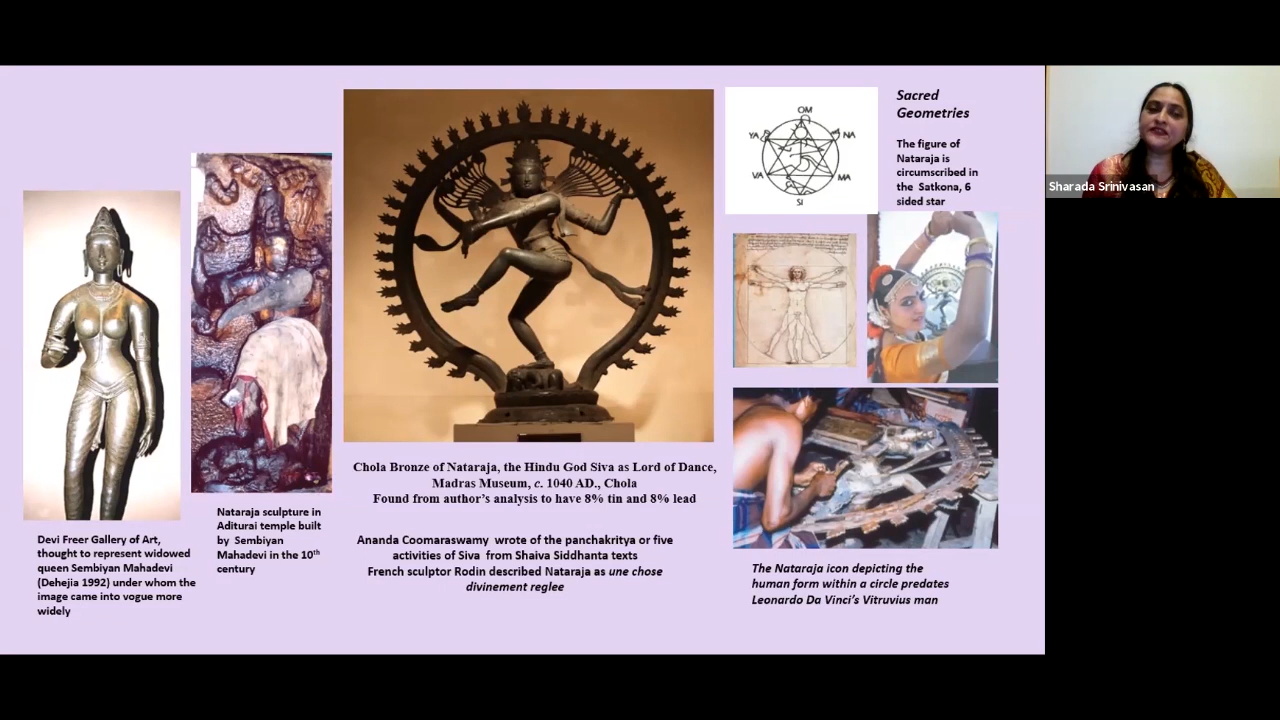 Devi Freer Gallery of Art,
thought to represent widowed
queen Sembiyan Mahadevi
(Dehejia 1992) under whom the
image came into vogue more
widely
Nataraja sculpture in
Aditurai temple built
by Sembiyan
Mahadevi in the 10th
century
Chola Bronze of Nataraja, the Hindu God Siva as Lord of Dance,
Madras Museum, c. 1040 AD., Chola
Found from author's analysis to have 8% tin and 8% lead
Ananda Coomaraswamy wrote of the panchakritya or five
activities of Siva from Shaiva Siddhanta texts
French sculptor Rodin described Nataraja as une chose
divinement reglee
OM
YA
NA
VA
MA
SI
Sacred
Geometries
The figure of
Nataraja is
circumscribed in
the Satkona, 6
sided star
The Nataraja icon depicting the
human form within a circle predates
Leonardo Da Vinci's Vitruvius man
Sharada Srinivasan